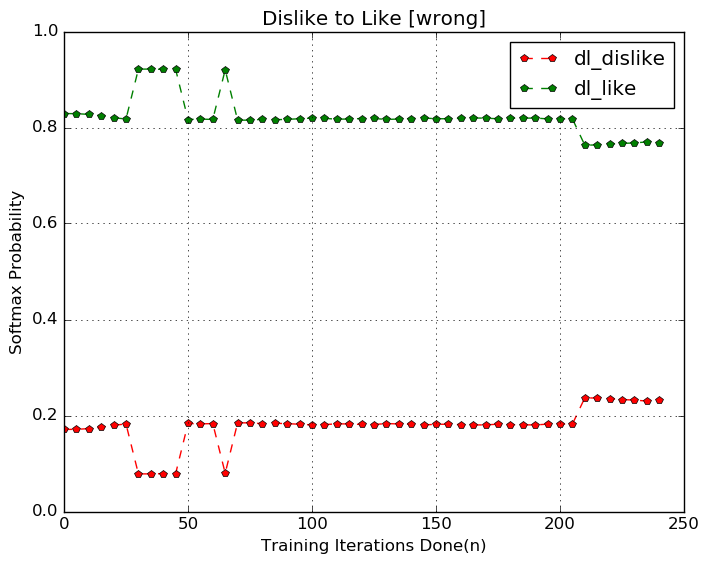 Dislike to Like [wrong]
1.0
0.8
0.6
0.4
0.2
0.0
Softmax Probability
dl_dislike
dl_like
0 50 100 150 200 250
Training Iterations Done(n)